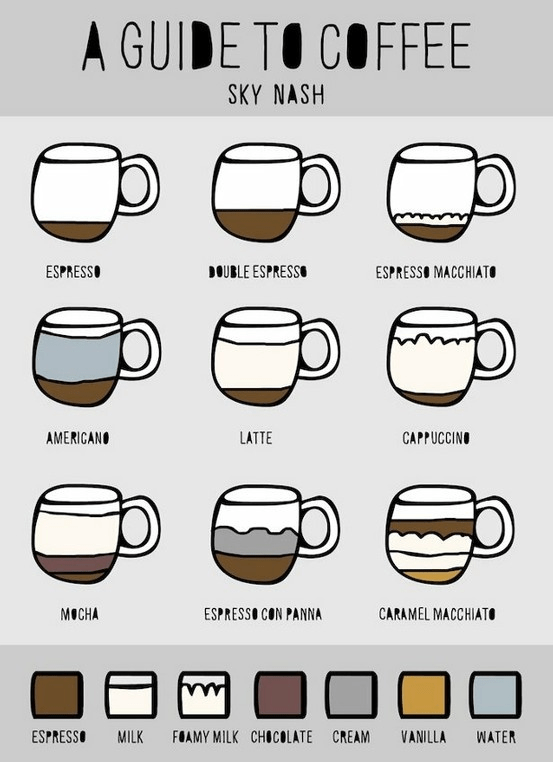 A GUIDE TO COFFEE
SKY NASH
ESPRESSO
DOUBLE ESPRESSO
ESPRESSO MACCHIATO
AMERICANO
LATTE
CAPPUCCINO
MOCHA
ESPRESSO CON PANNA
CARAMEL MACCHIATO
ESPRESSO
MILK
FOAMY MILK
CHOCOLATE
CREAM
VANILLA
WATER